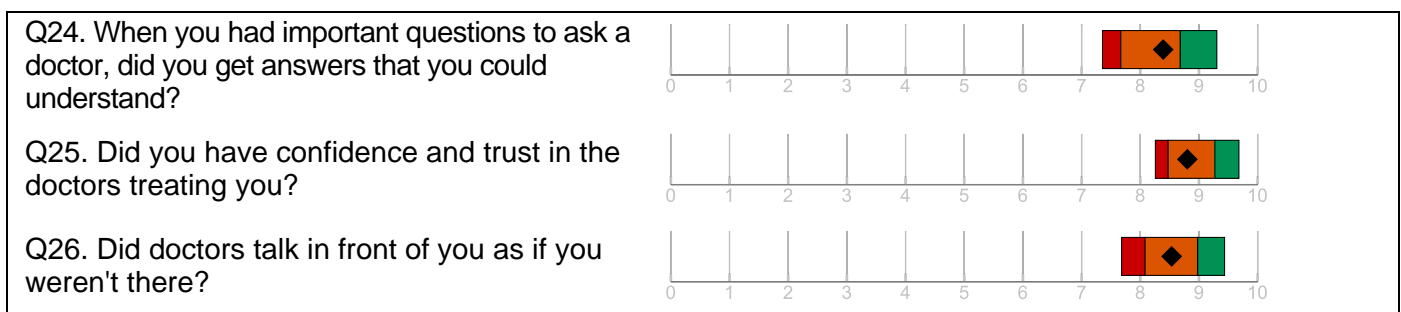 Q24. When you had important questions to ask a
doctor, did you get answers that you could
understand?
0 1 2 3 4 5 6 7 8 9 10
Q25. Did you have confidence and trust in the
doctors treating you?
0 1 2 3 4 5 6 7 8 9 10
Q26. Did doctors talk in front of you as if you
weren't there?
0 1 2 3 4 5 6 7 8 9 10